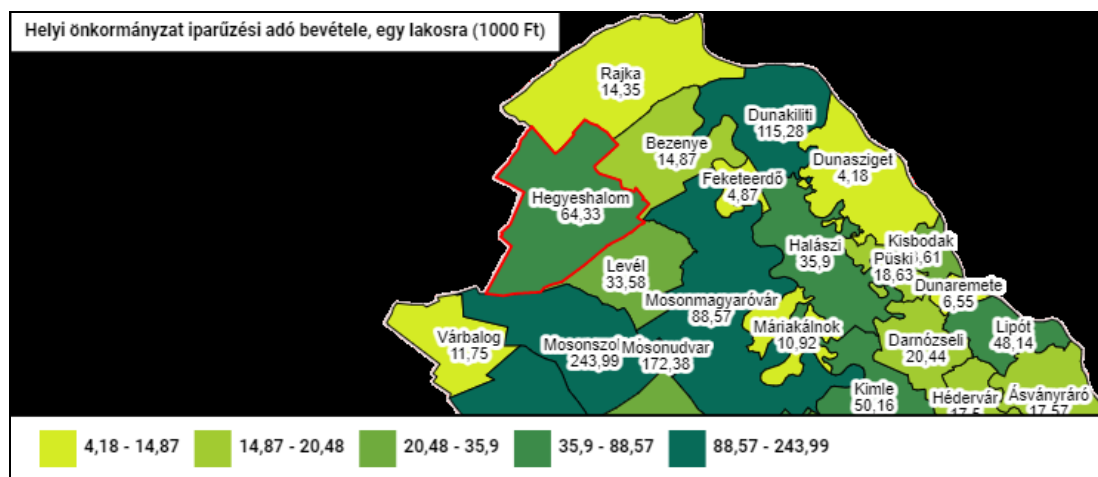 Helyi önkormányzat iparűzési adó bevétele, egy lakosra (1000 Ft)
Rajka
14,35
Dunakiliti
115,28
Bezenye
14,87
Dunasziget
4,18
Feketeerdő
4,87
Hegyeshalom
64,33
Halászi
35,9
Kisbodak
Püski
18,63
Levél
33,58
Dunaremete
6,55
Mosonmagyaróvár
88,57
Máriakálnok
10,92
Lipót
48,14
Várbalog
11,75
Darnózseli
20,44
243,99
Mosonudvar
172,38
Kimle
50,16
Hédervár
17,5
Ásványráró
17,57
4,18 - 14,87
14,87 - 20,48
20,48 - 35,9
35,9 - 88,57
88,57 - 243,99